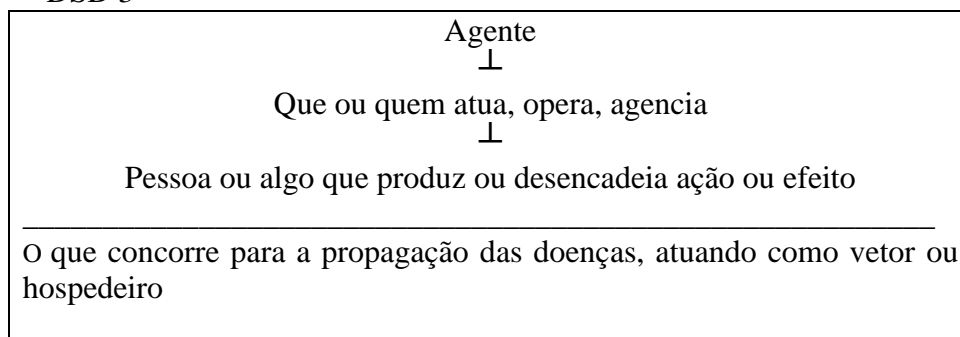 DSD 3
Agente
┴
Que ou quem atua, opera, agencia
┴
Pessoa ou algo que produz ou desencadeia ação ou efeito
O que concorre para a propagação das doenças, atuando como vetor ou
hospedeiro